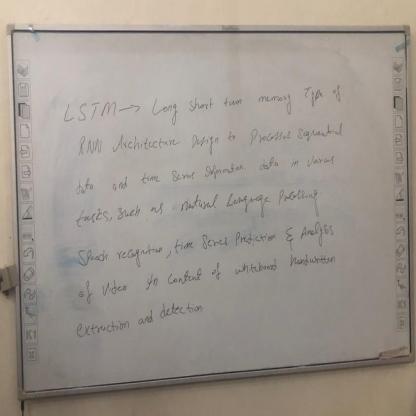 LSTM → Long Short term memory Type of
RNN Architecture Design to Processes Sequential
data and time Series information data in various
tasks, such as natural Language Processing
Speech recognition, time Series Prediction & Analysis
of video in Context of whiteboard handwritten
extraction and detection